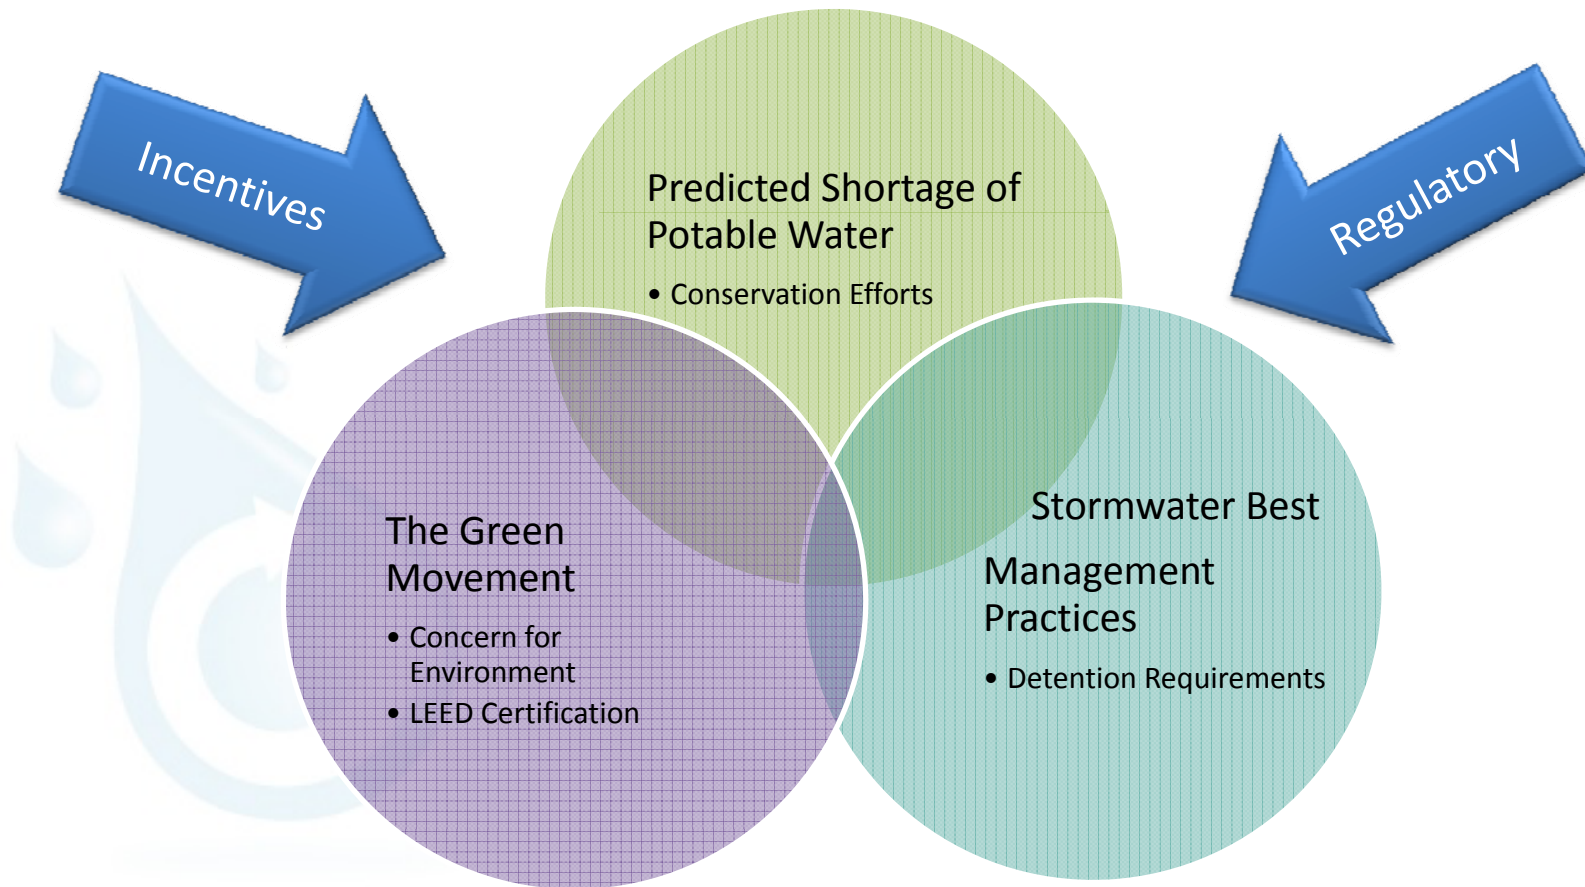 Incentives
Regulatory
Predicted Shortage of
Potable Water
• Conservation Efforts
The Green
Movement
• Concern for
Environment
• LEED Certification
Stormwater Best
Management
Practices
• Detention Requirements